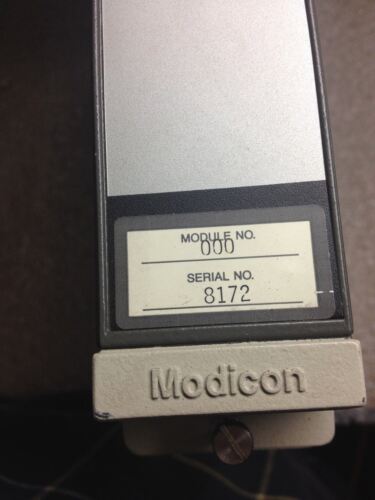 MODULE NO.
000
SERIAL NO.
8172
Modicon